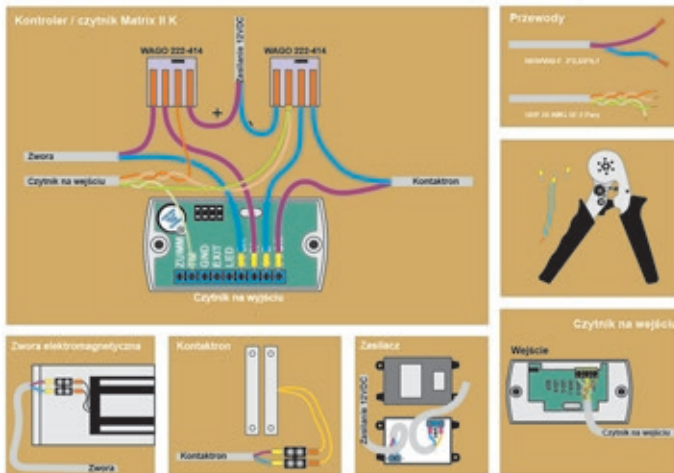 Kontroler / czytnik Matrix II K
WAGO 222-414
Zasilanie 12VDC
WAGO 222-414
+
-
Zwora
Czytnik na wejściu
Kontaktron
ZUMM
TM
GND
EXIT
LED
Czytnik na wyjściu
Przewody
Zwora elektromagnetyczna
Zwora
Kontaktron
Kontaktron
Zasilacz
Zasilanie 12VDC
Czytnik na wejściu
Wejście
Czytnik na wejściu